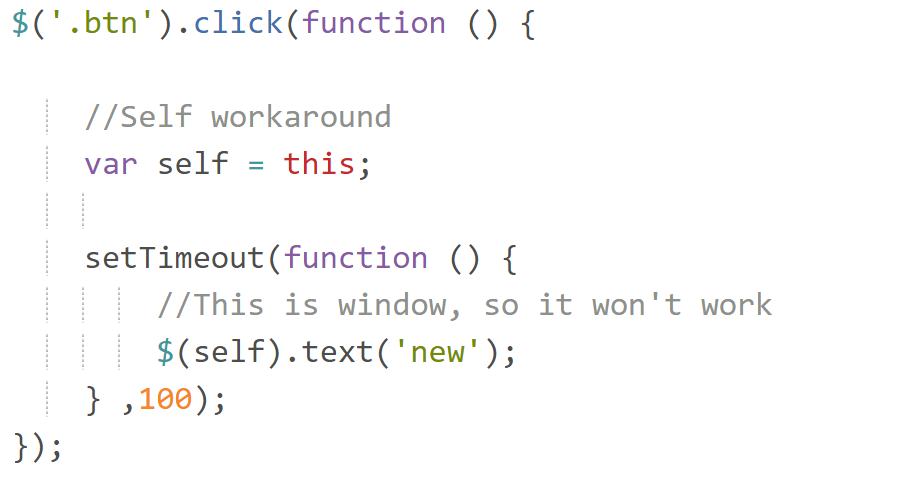 $('.btn').click(function () {
//Self workaround
var self = this;
setTimeout(function () {
//This is window, so it won't work
$(self).text('new');
} ,100);
});